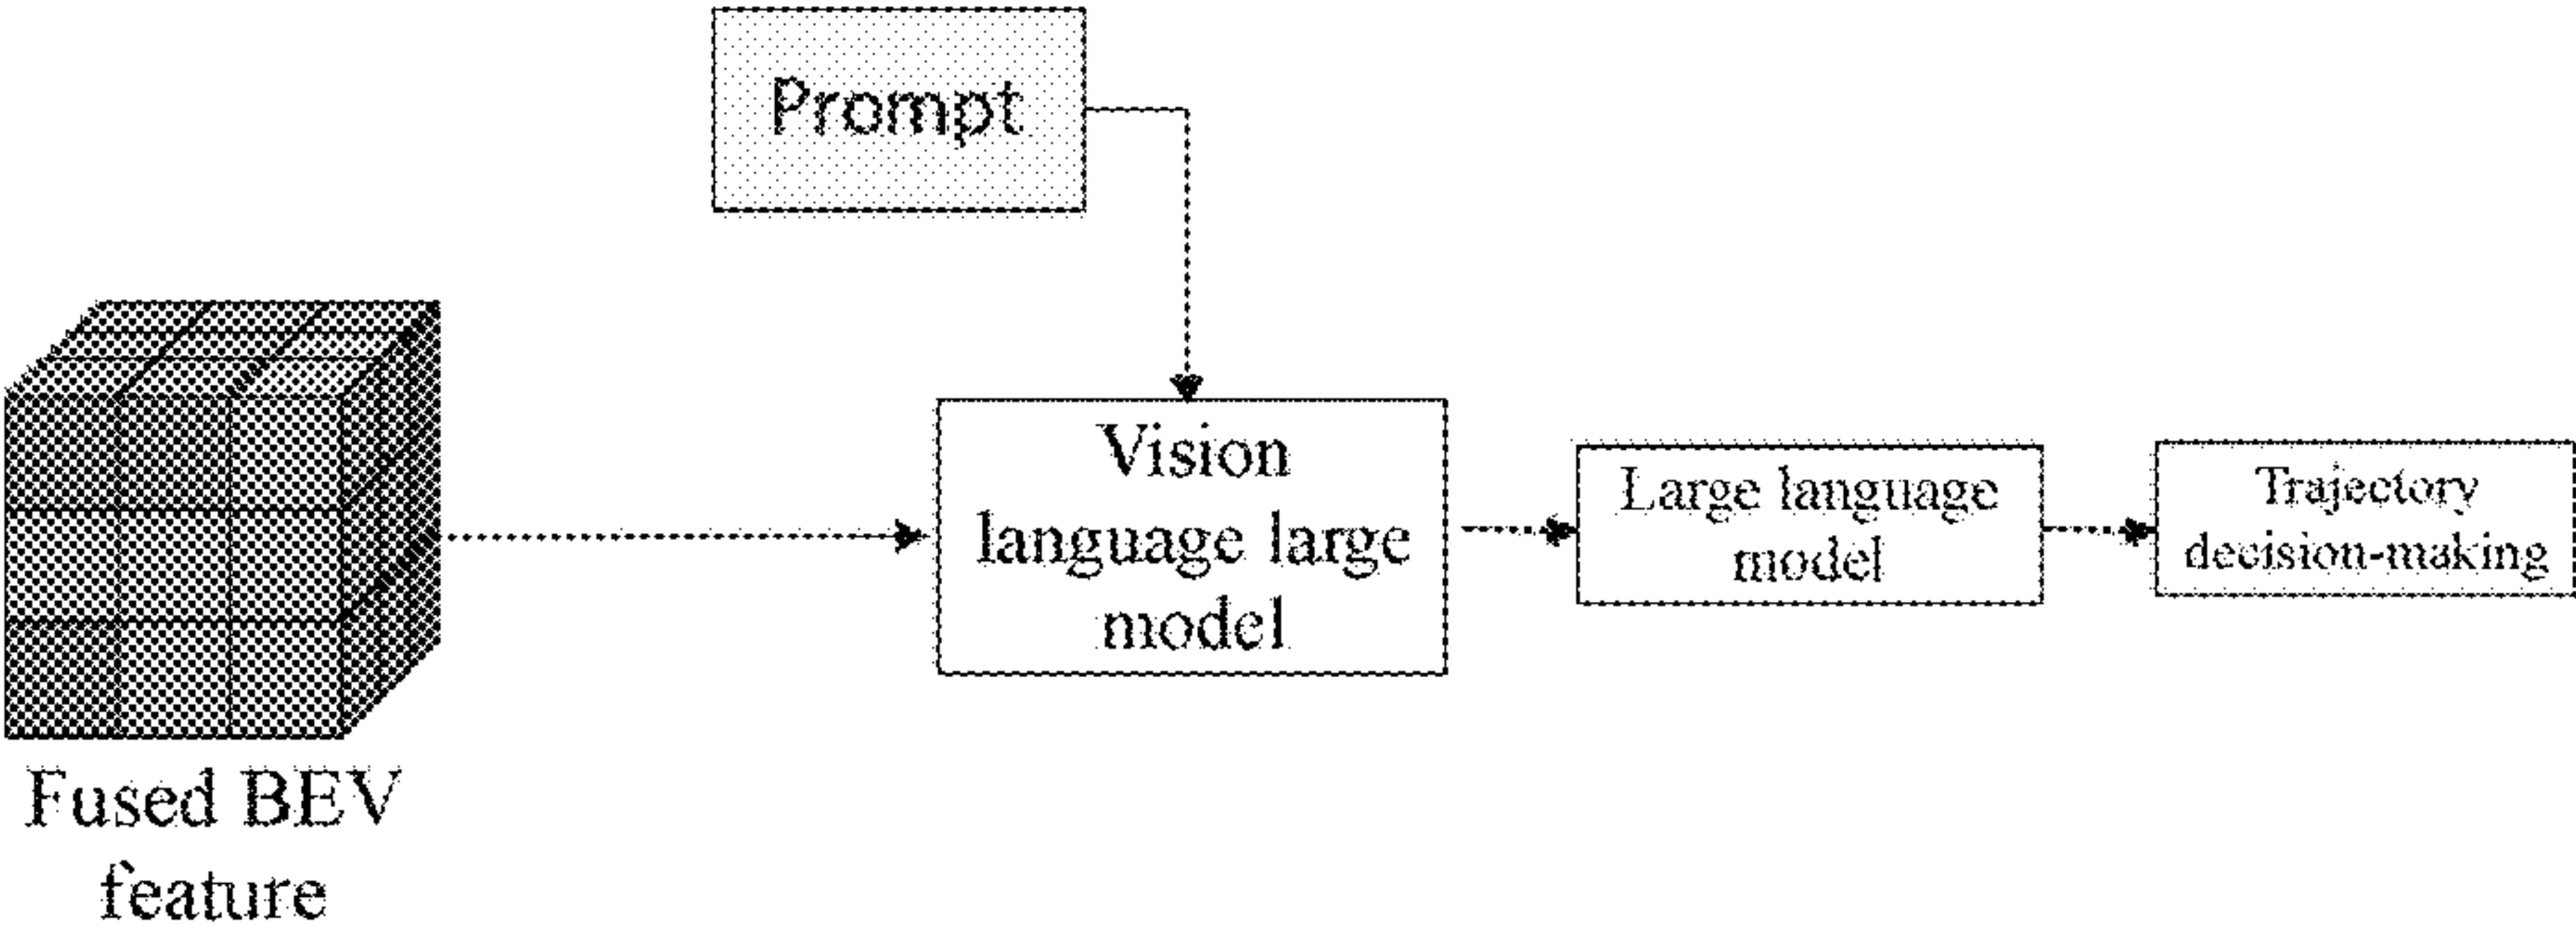 Prompt
Fused BEV
feature
Vision
language large
model
Large language
model
Trajectory
decision-making